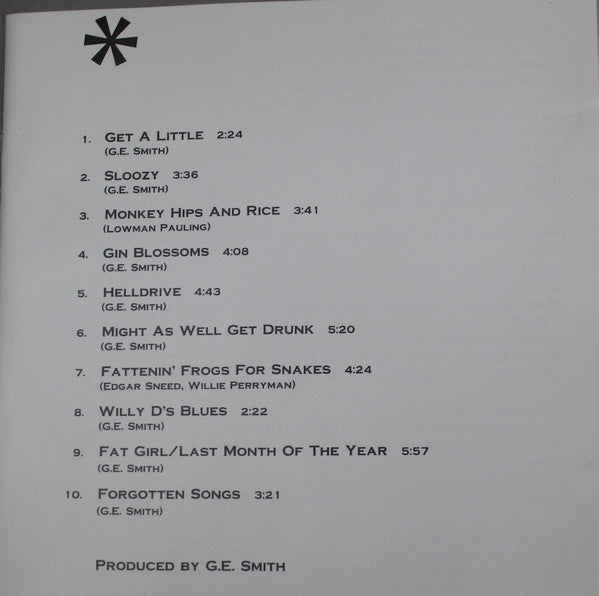 1. GET A LITTLE 2:24
(G.E. SMITH)
2. SLOOZY 3:36
(G.E. SMITH)
3. MONKEY HIPS AND RICE 3:41
(LOWMAN PAULING)
4. GIN BLOSSOMS 4:08
(G.E. SMITH)
5. HELLDRIVE 4:43
(G.E. SMITH)
6. MIGHT AS WELL GET DRUNK 5:20
(G.E. SMITH)
7. FATTENIN' FROGS FOR SNAKES 4:24
(EDGAR SNEED, WILLIE PERRYMAN)
8. WILLY D'S BLUES 2:22
(G.E. SMITH)
9. FAT GIRL/LAST MONTH OF THE YEAR 5:57
(G.E. SMITH)
10. FORGOTTEN SONGS 3:21
(G.E. SMITH)
PRODUCED BY G.E. SMITH